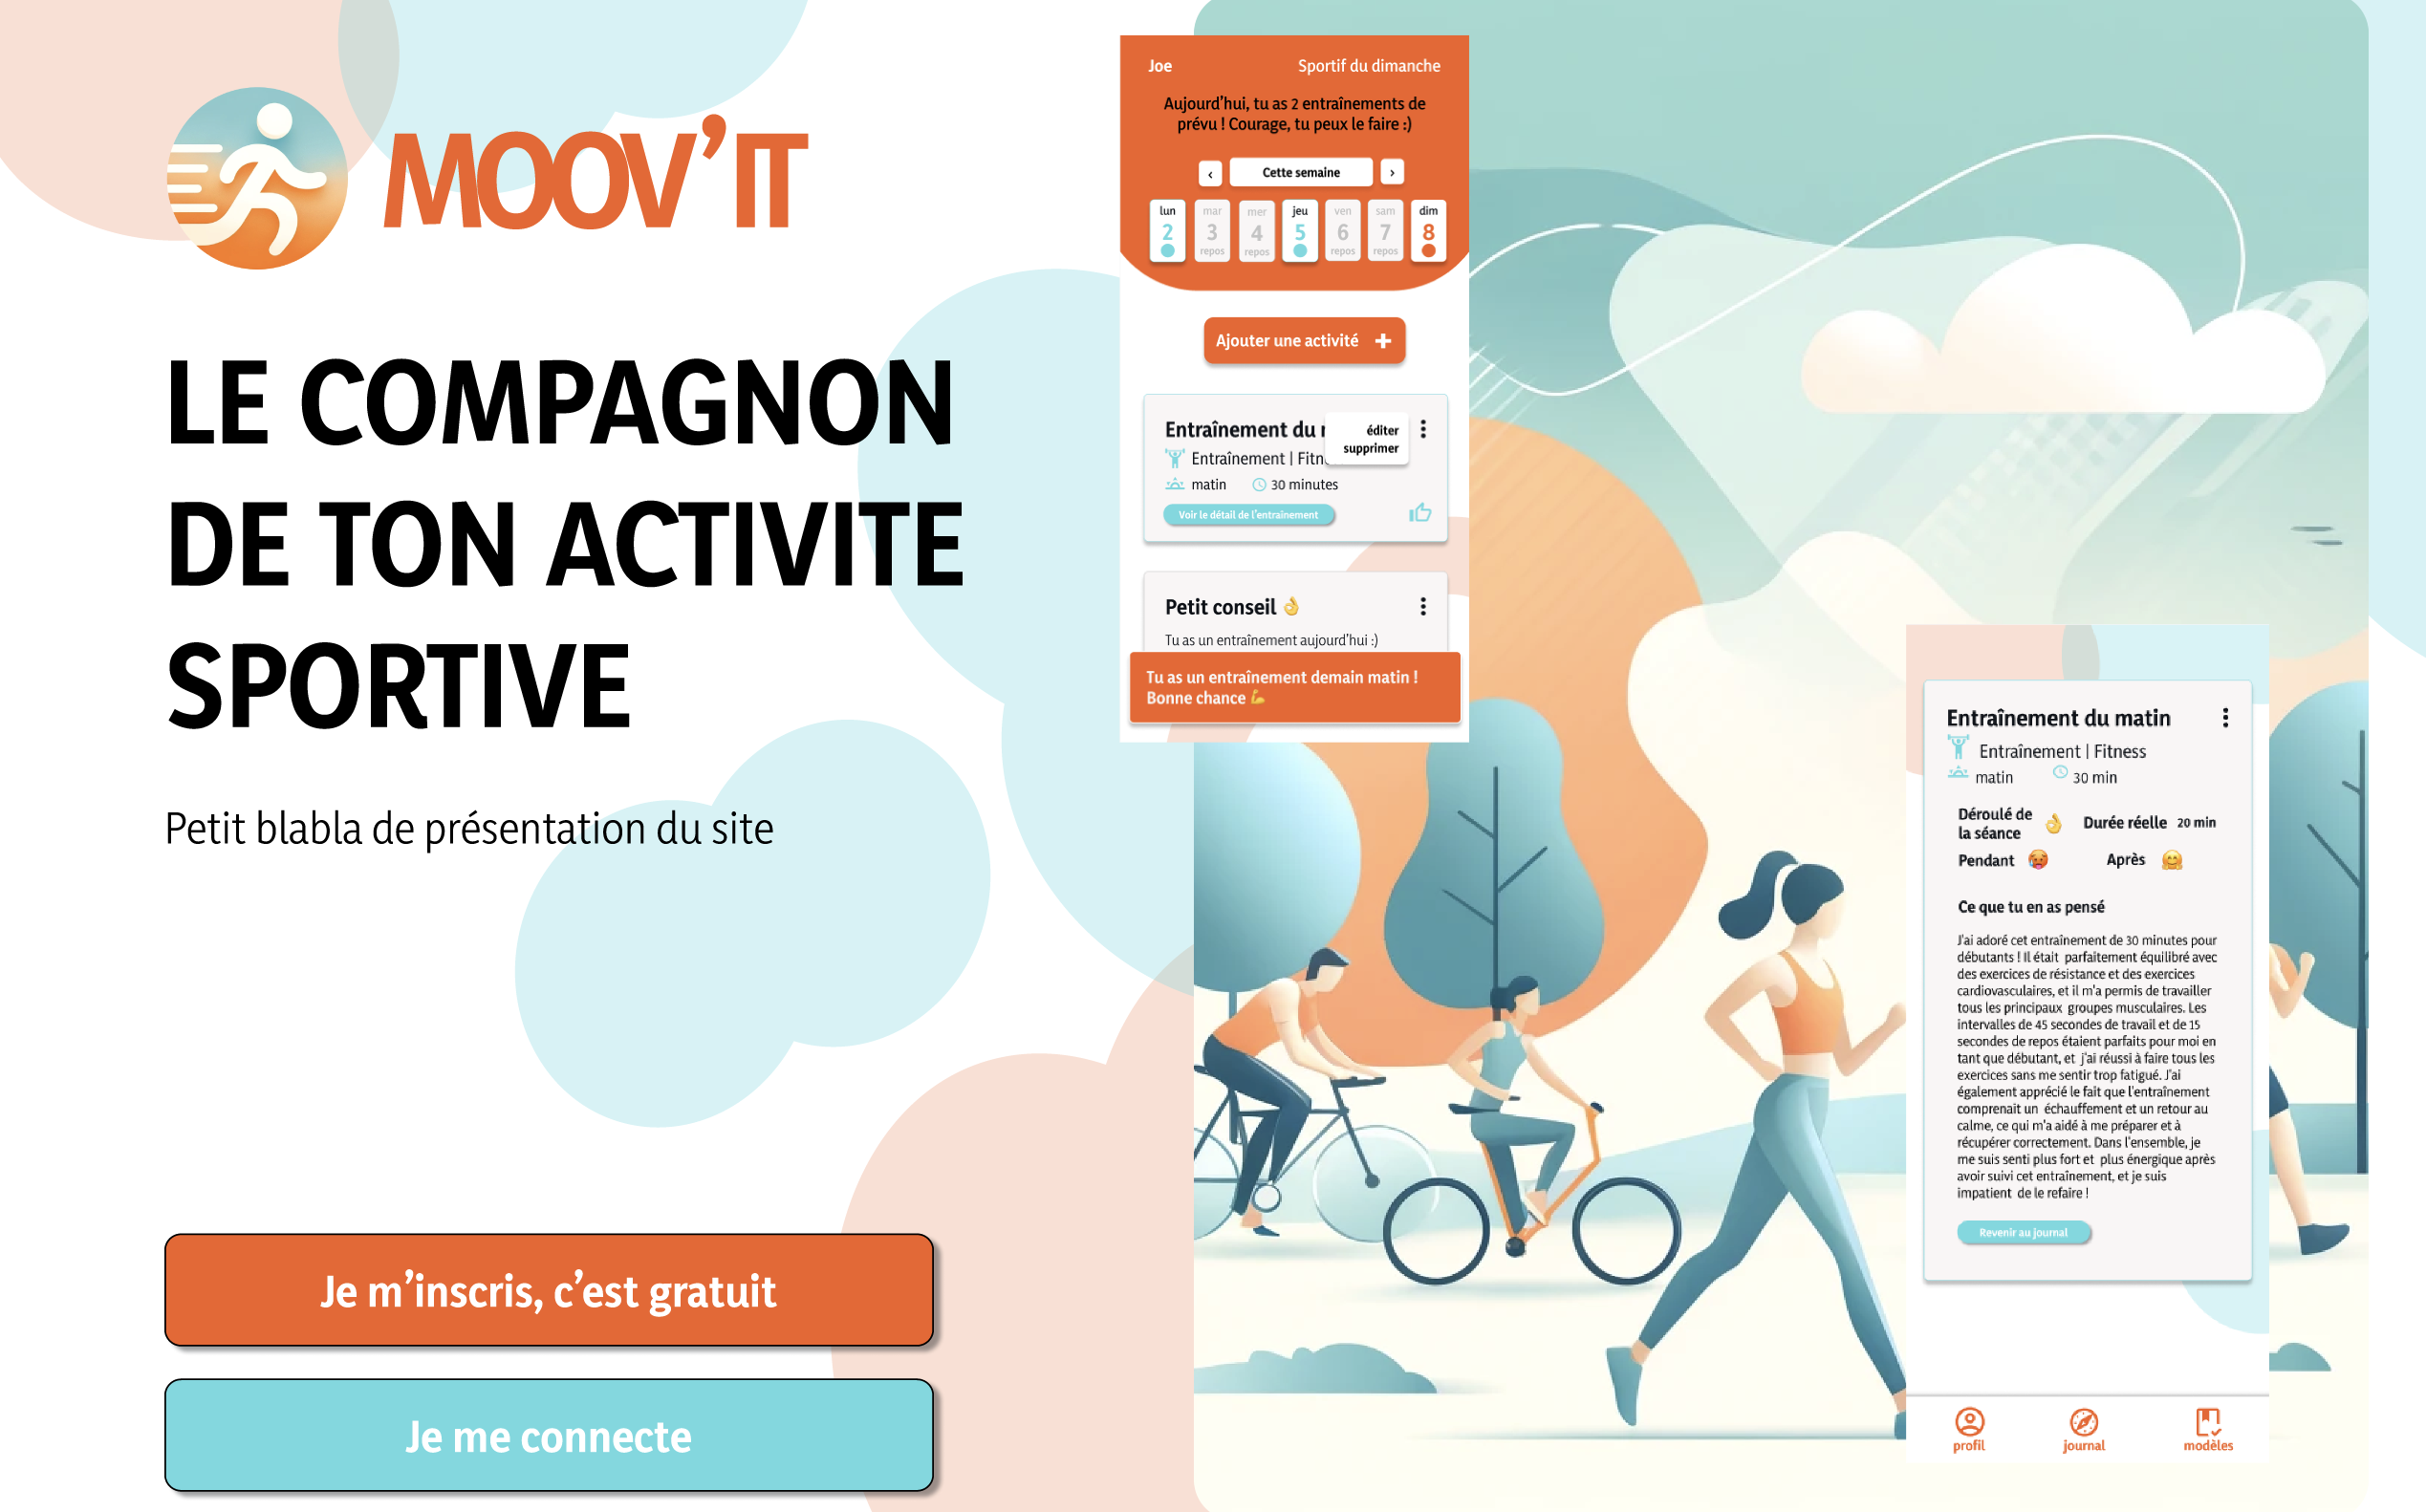 MOOV’IT
LE COMPAGNON
DE TON ACTIVITE
SPORTIVE
Petit blabla de présentation du site
Je m’inscris, c’est gratuit
Je me connecte
Joe
Sportif du dimanche
Aujourd’hui, tu as 2 entraînements de
prévu ! Courage, tu peux le faire :)
‹ Cette semaine ›
lun mar mer jeu ven sam dim
2 3 4 5 6 7 8
repos repos repos repos
Ajouter une activité +
Entraînement du
éditer
supprimer
Entraînement |
matin 30 minutes
Voir le détail de l’entraînement
Petit conseil 👌
Tu as un entraînement aujourd’hui :)
Tu as un entraînement demain matin !
Bonne chance 💪
Entraînement du matin
Entraînement | Fitness
matin 30 min
Déroulé de
la séance 👌 Durée réelle 20 min
Pendant 🥵 Après 🤗
Ce que tu en as pensé
J'ai adoré cet entraînement de 30 minutes pour
débutants ! Il était parfaitement équilibré avec
des exercices de résistance et des exercices
cardiovasculaires, et il m'a permis de travailler
tous les principaux groupes musculaires. Les
intervalles de 45 secondes de travail et de 15
secondes de repos étaient parfaits pour moi en
tant que débutant, et j'ai réussi à faire tous les
exercices sans me sentir trop fatigué. J'ai
également apprécié le fait que l'entraînement
comprenait un échauffement et un retour au
calme, ce qui m'a aidé à me préparer et à
récupérer correctement. Dans l'ensemble, je
me suis senti plus fort et plus énergique après
avoir suivi cet entraînement, et je suis
impatient de le refaire !
Revenir au journal
profil journal modèles